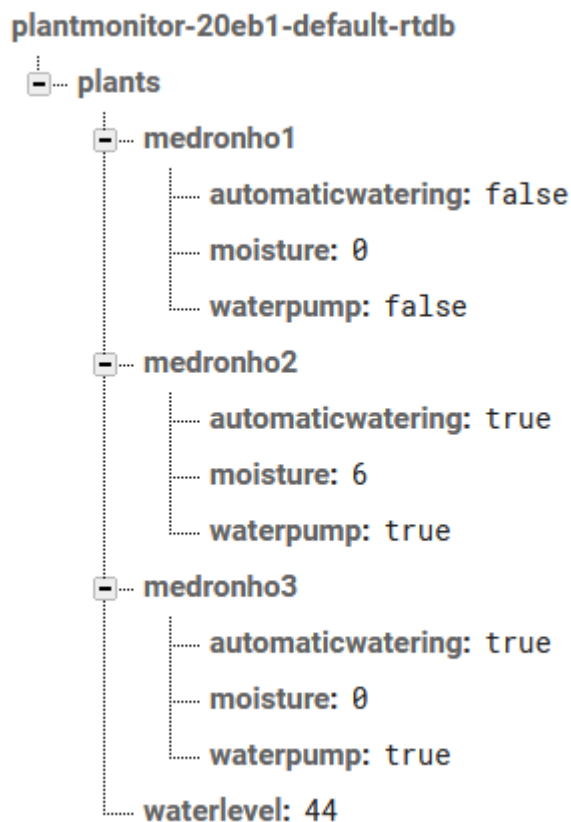 plantmonitor-20eb1-default-rtdb
plants
medronho1
automaticwatering: false
moisture: 0
waterpump: false
medronho2
automaticwatering: true
moisture: 6
waterpump: true
medronho3
automaticwatering: true
moisture: 0
waterpump: true
waterlevel: 44